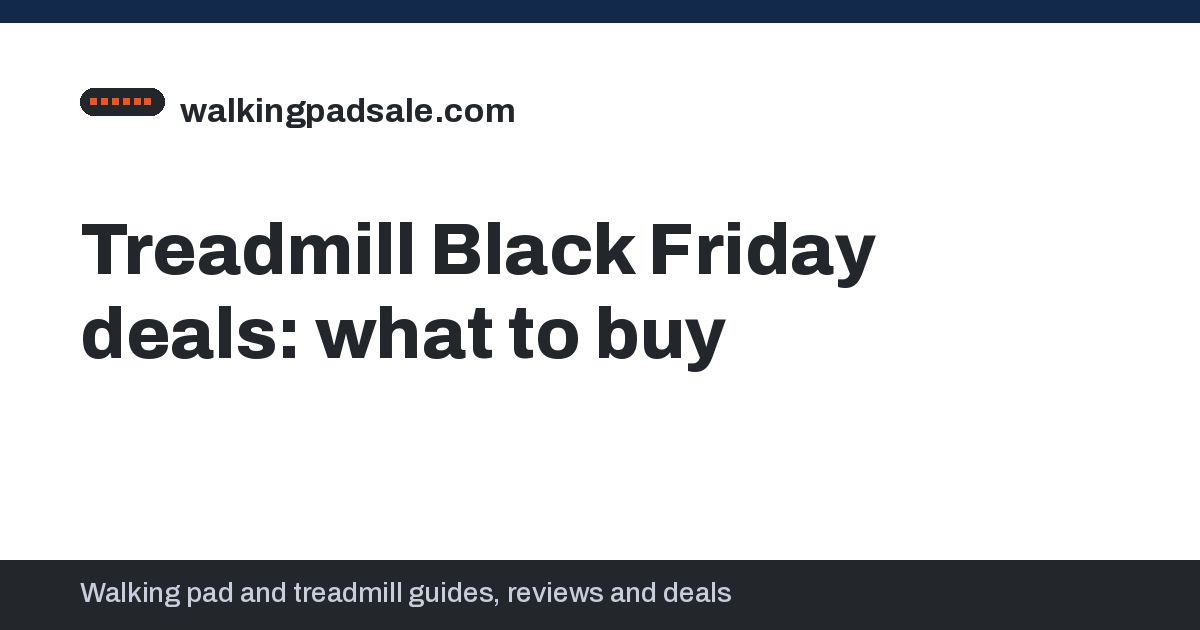 walkingpadsale.com
Treadmill Black Friday
deals: what to buy
Walking pad and treadmill guides, reviews and deals